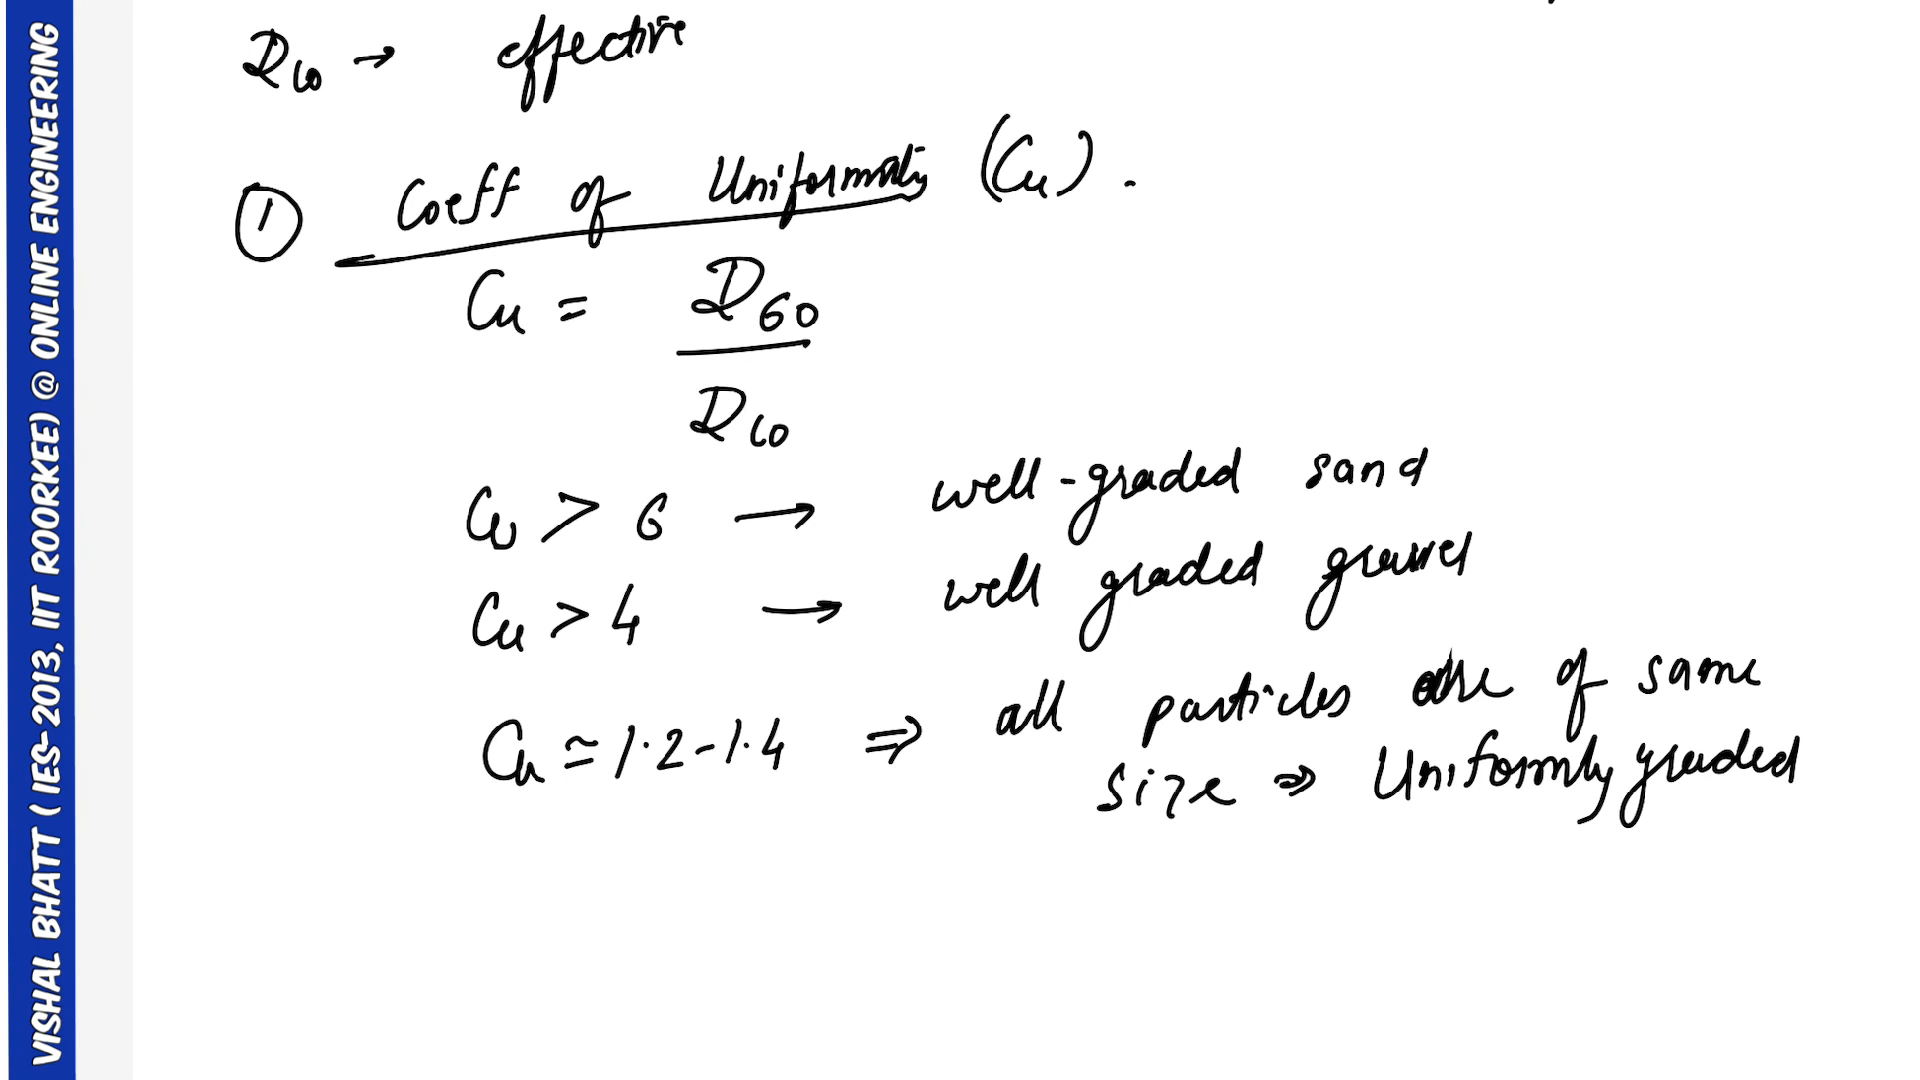 VISHAL BHATT ( IES-2013, IIT ROORKEE) @ ONLINE ENGINEERING
D10 → effective
① Coeff of Uniformity (Cu).
Cu = D60
D10
Cu > 6 → well-graded sand
Cu > 4 → well graded gravel
Cu ≃ 1.2-1.4 ⇒ all particles are of same
size ⇒ Uniformly graded